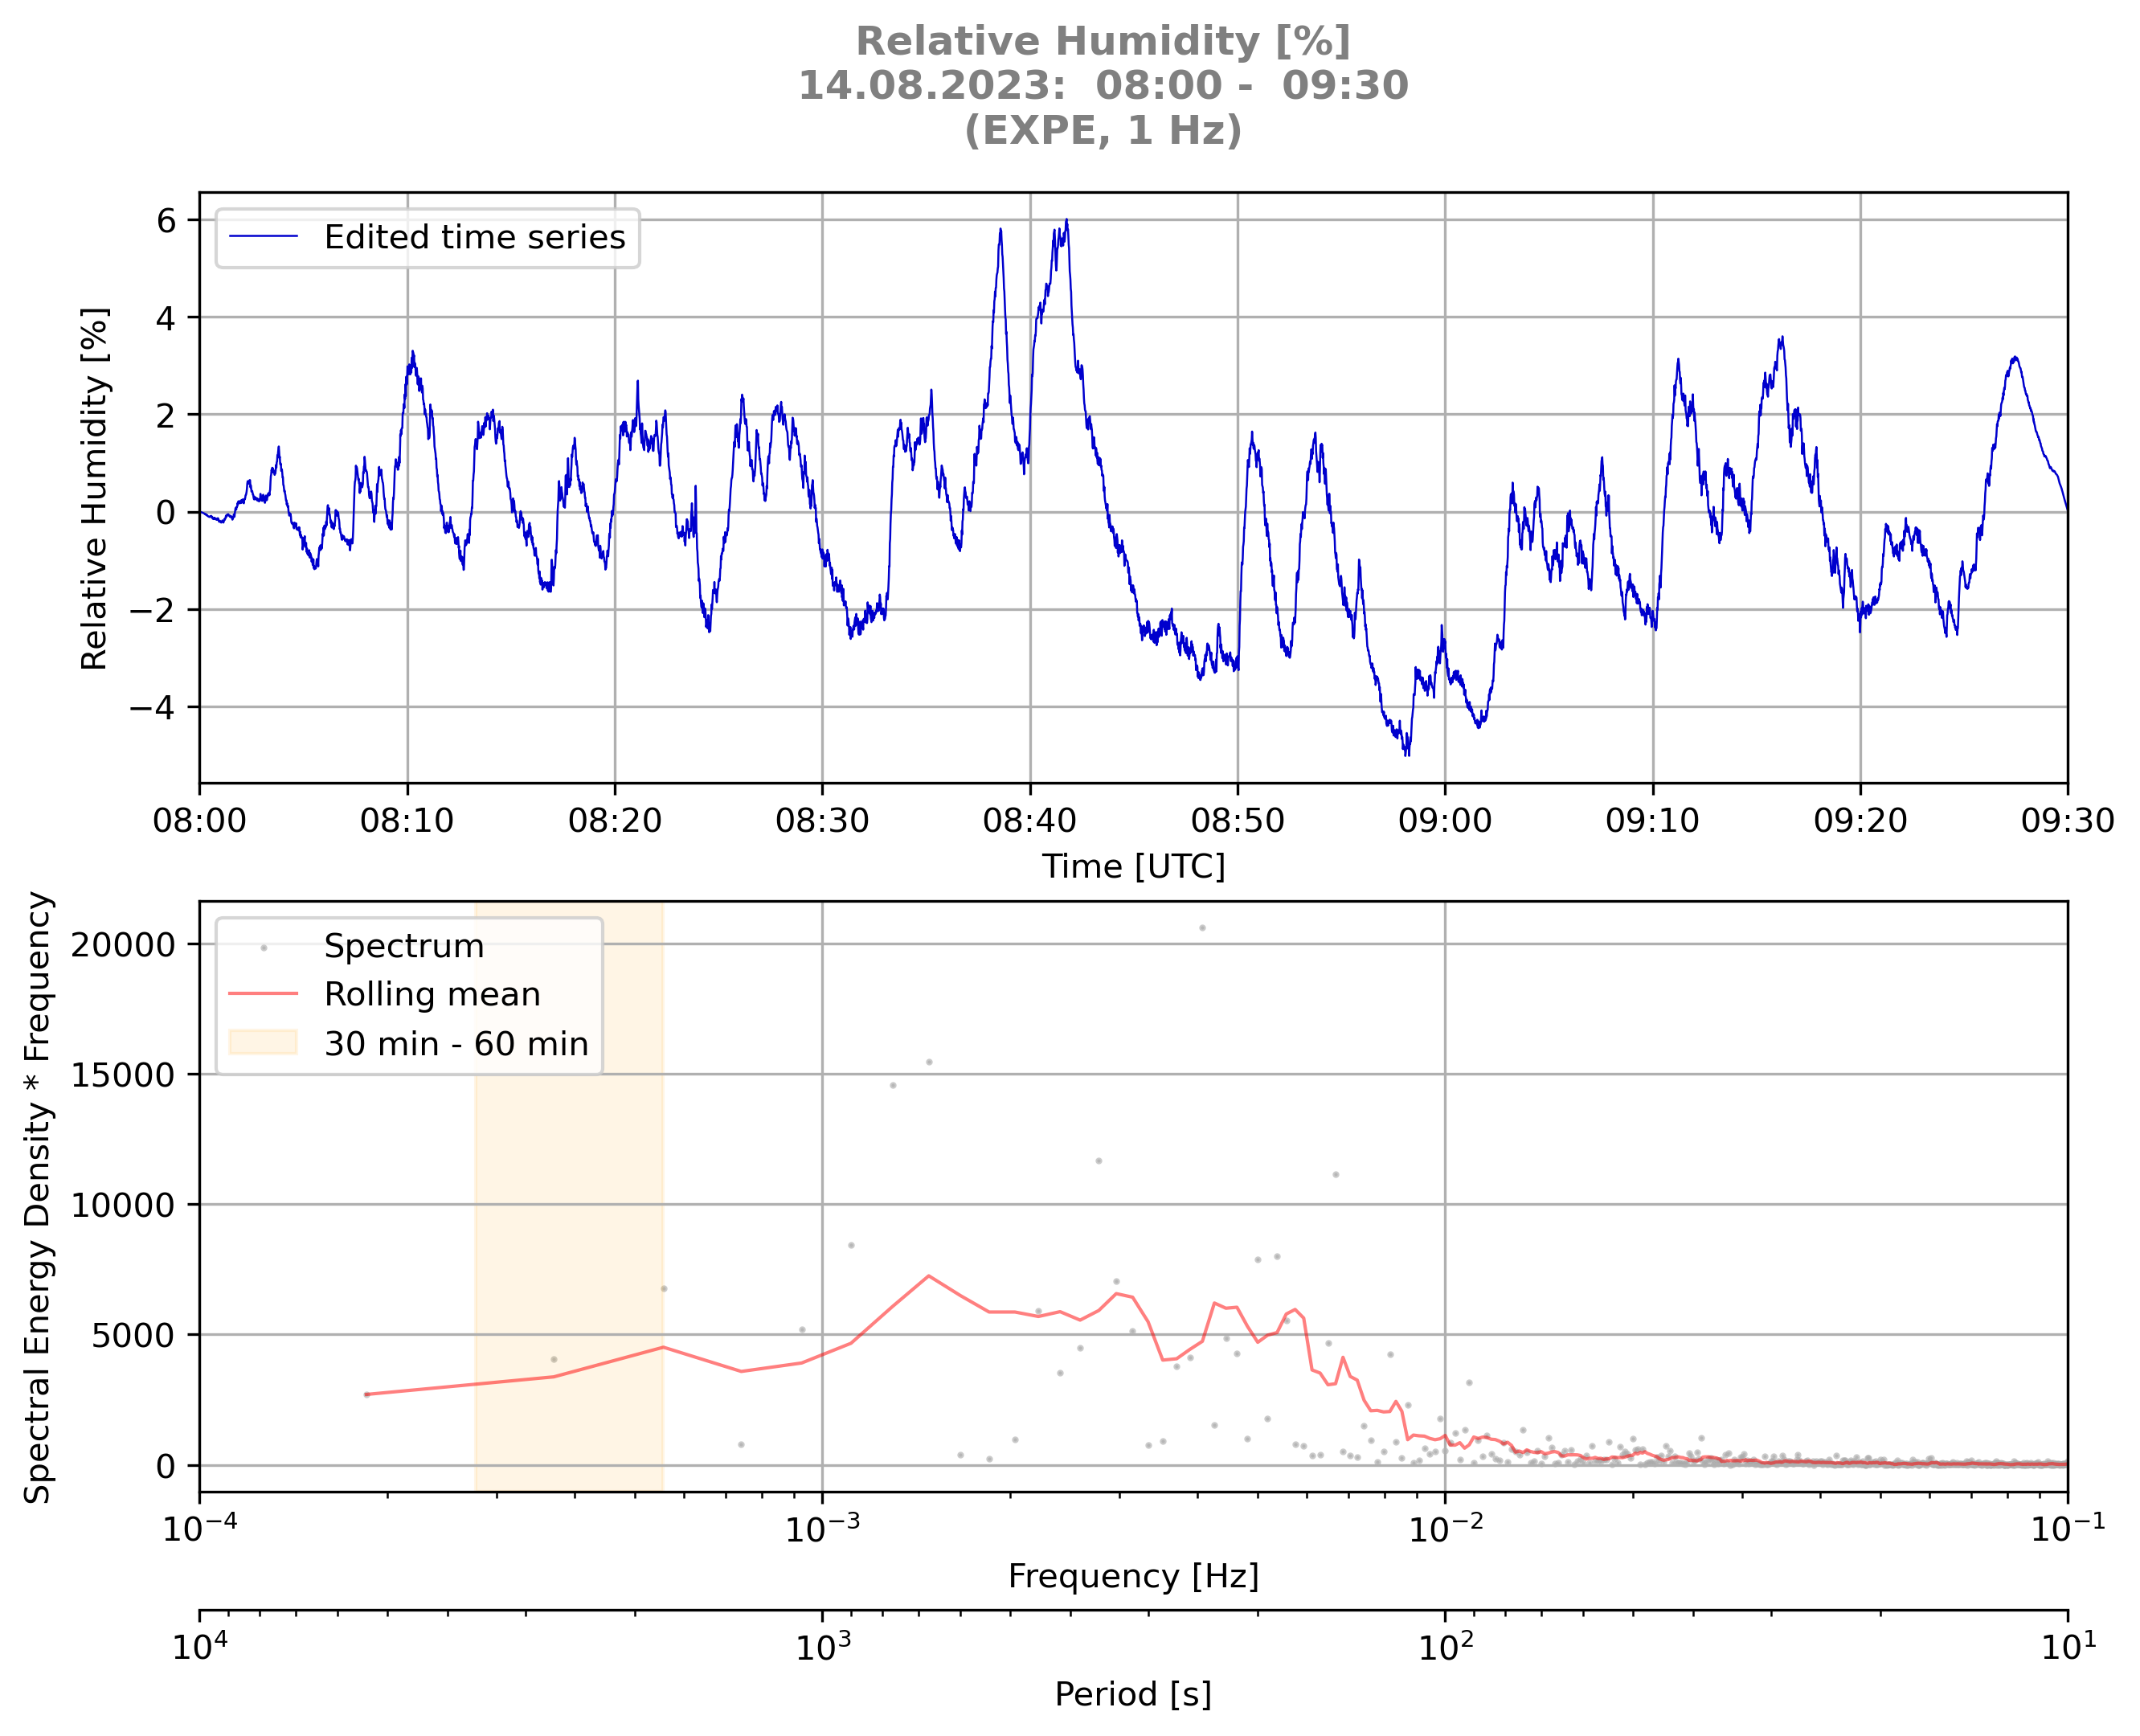 Relative Humidity [%]
14.08.2023:  08:00 -  09:30
(EXPE, 1 Hz)
Edited time series
Relative Humidity [%]
6
4
2
0
−2
−4
08:00 08:10 08:20 08:30 08:40 08:50 09:00 09:10 09:20 09:30
Time [UTC]
Spectrum
Rolling mean
30 min - 60 min
Spectral Energy Density * Frequency
20000
15000
10000
5000
0
10⁻⁴ 10⁻³ 10⁻² 10⁻¹
Frequency [Hz]
10⁴ 10³ 10² 10¹
Period [s]